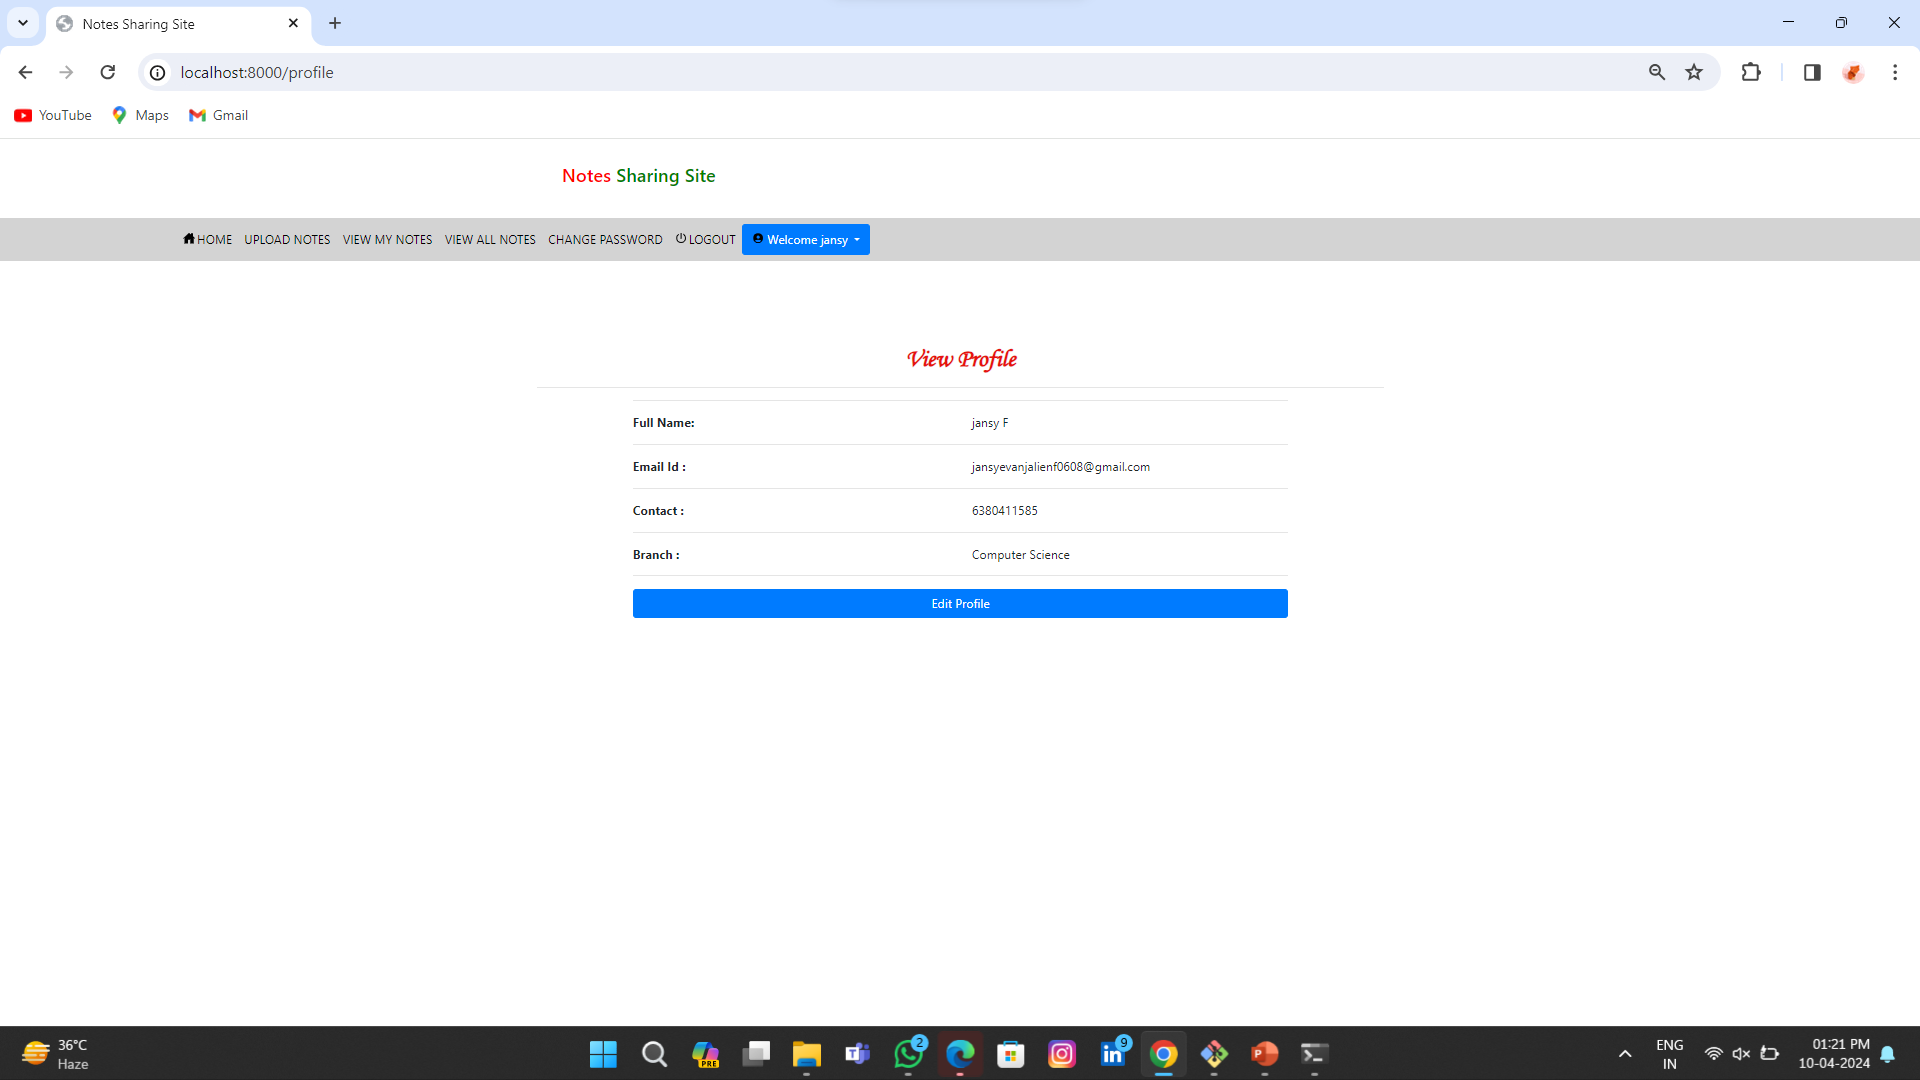 Notes Sharing Site
localhost:8000/profile
YouTube Maps Gmail
Notes Sharing Site
HOME UPLOAD NOTES VIEW MY NOTES VIEW ALL NOTES CHANGE PASSWORD LOGOUT Welcome jansy
View Profile
Full Name: jansy F
Email Id : jansyevanjalienf0608@gmail.com
Contact : 6380411585
Branch : Computer Science
Edit Profile
36°C
Haze
PRE
2
9
ENG
IN
01:21 PM
10-04-2024